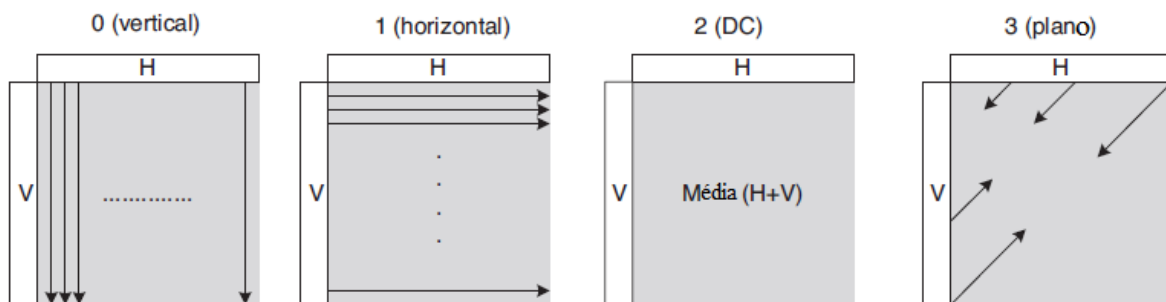 0 (vertical)
H
V
..............
1 (horizontal)
H
V
2 (DC)
H
V
Média (H+V)
3 (plano)
H
V